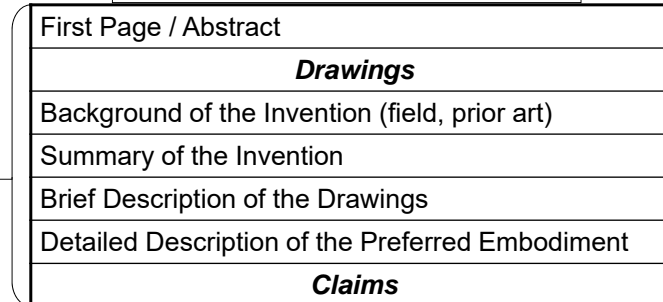 First Page / Abstract
Drawings
Background of the Invention (field, prior art)
Summary of the Invention
Brief Description of the Drawings
Detailed Description of the Preferred Embodiment
Claims